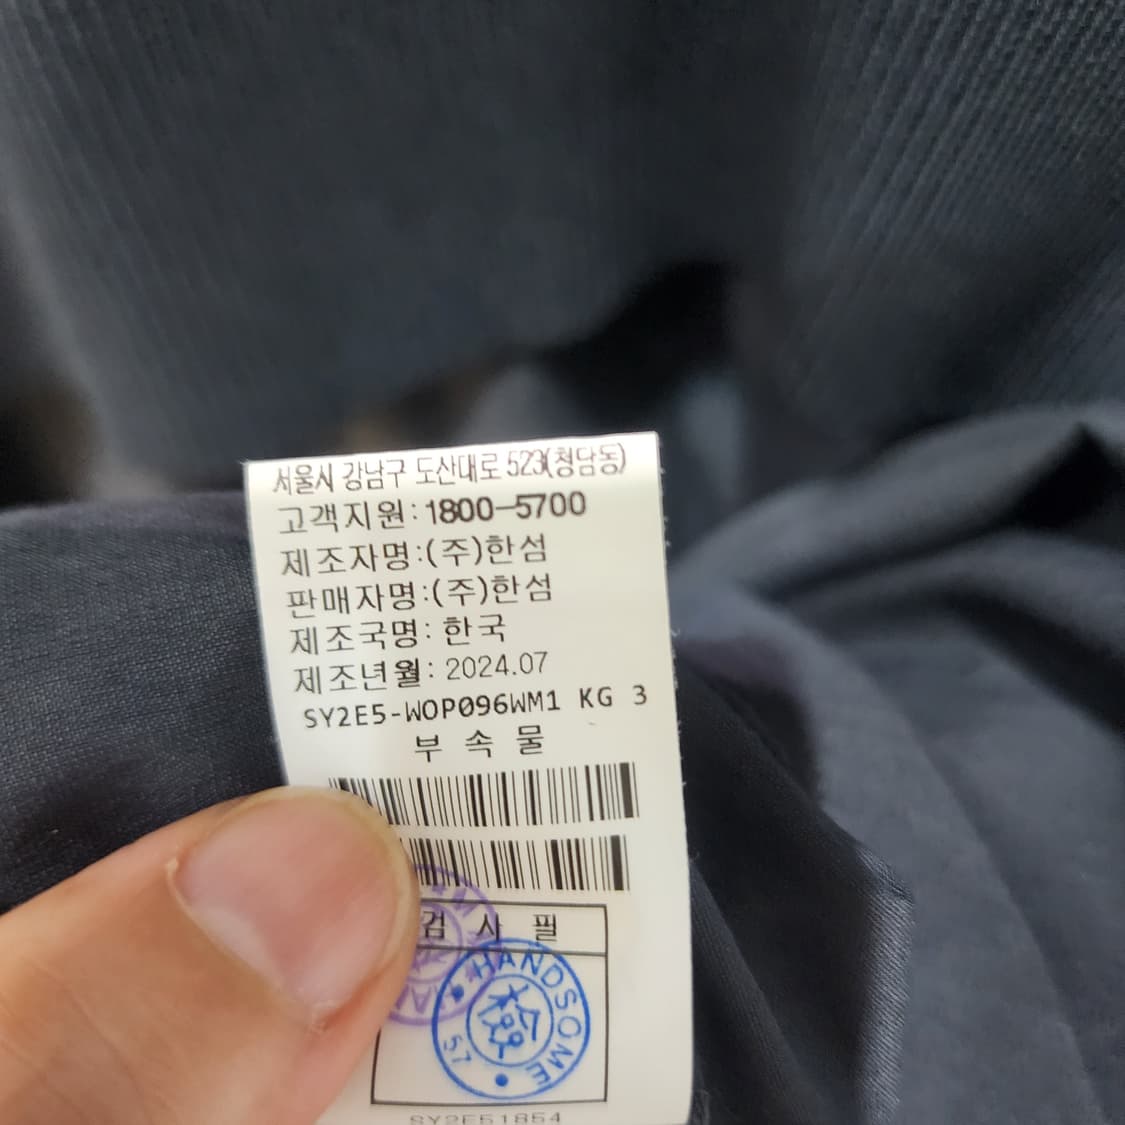 서울시 강남구 도산대로 523(청담동)
고객지원:1800-5700
제조자명:(주)한섬
판매자명:(주)한섬
제조국명: 한국
제조년월: 2024.07
SY2E5-WOP096WM1 KG 3
부속물
검사필
HANDSOME
檢
57
SY2E51854